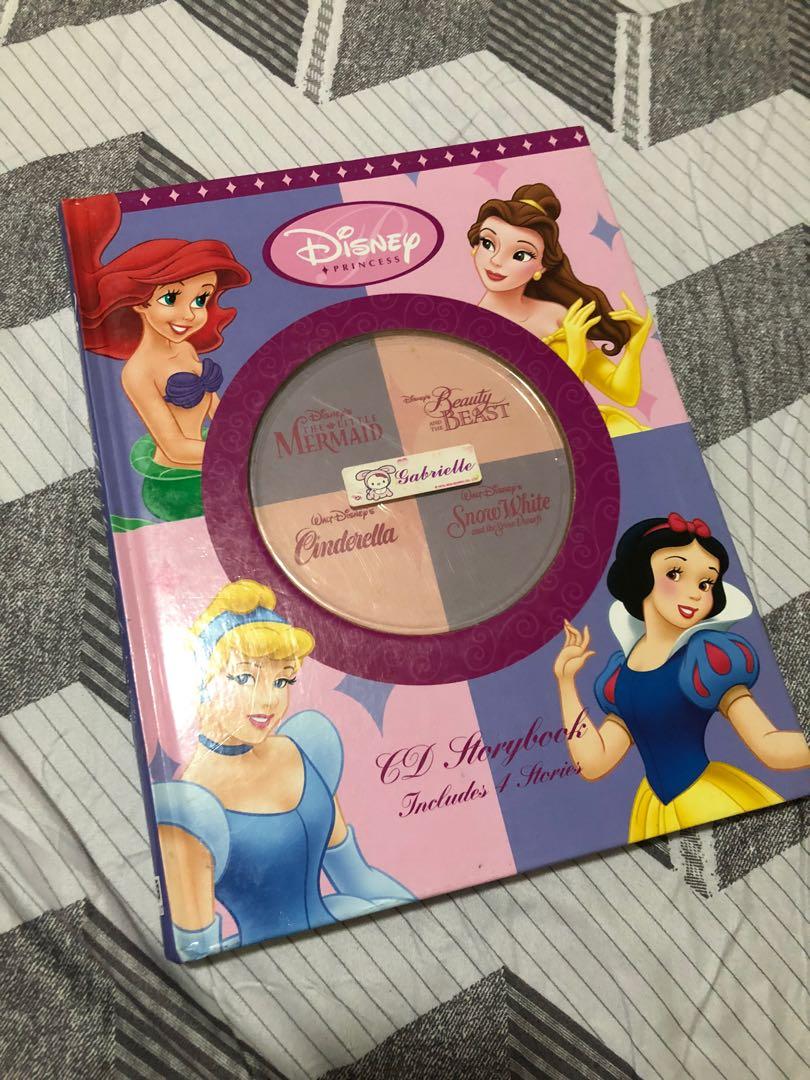 Disney
PRINCESS
Disney's
THE LITTLE
MERMAID
Disney's
Beauty
AND THE
BEAST
Gabrielle
Walt Disney's
Cinderella
Walt Disney's
Snow White
and the Seven Dwarfs
CD Storybook
Includes 4 Stories